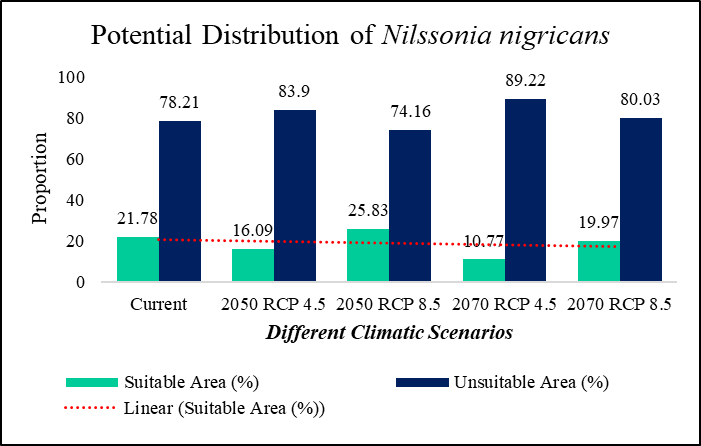 Potential Distribution of Nilssonia nigricans
Proportion
100
80
60
40
20
0
21.78
78.21
16.09
83.9
25.83
74.16
10.77
89.22
19.97
80.03
Current
2050 RCP 4.5
2050 RCP 8.5
2070 RCP 4.5
2070 RCP 8.5
Different Climatic Scenarios
Suitable Area (%)
Unsuitable Area (%)
Linear (Suitable Area (%))